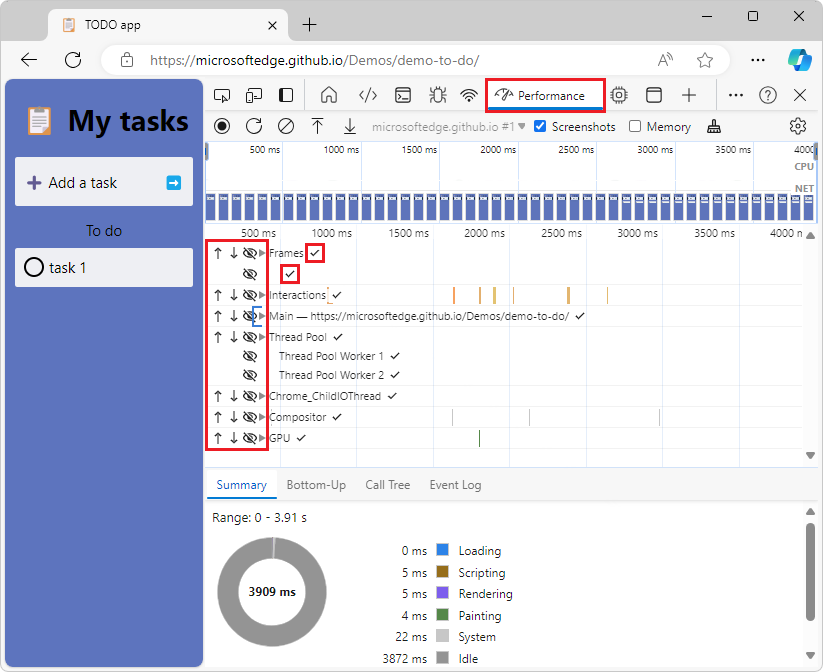 TODO app
https://microsoftedge.github.io/Demos/demo-to-do/
My tasks
Add a task
To do
task 1
Performance
microsoftedge.github.io #1
Screenshots
Memory
500 ms 1000 ms 1500 ms 2000 ms 2500 ms 3000 ms 3500 ms 4000
CPU
NET
500 ms 1000 ms 1500 ms 2000 ms 2500 ms 3000 ms 3500 ms 4000 m
Frames
Interactions
Main — https://microsoftedge.github.io/Demos/demo-to-do/
Thread Pool
Thread Pool Worker 1
Thread Pool Worker 2
Chrome_ChildIOThread
Compositor
GPU
Summary Bottom-Up Call Tree Event Log
Range: 0 - 3.91 s
3909 ms
0 ms Loading
5 ms Scripting
5 ms Rendering
4 ms Painting
22 ms System
3872 ms Idle